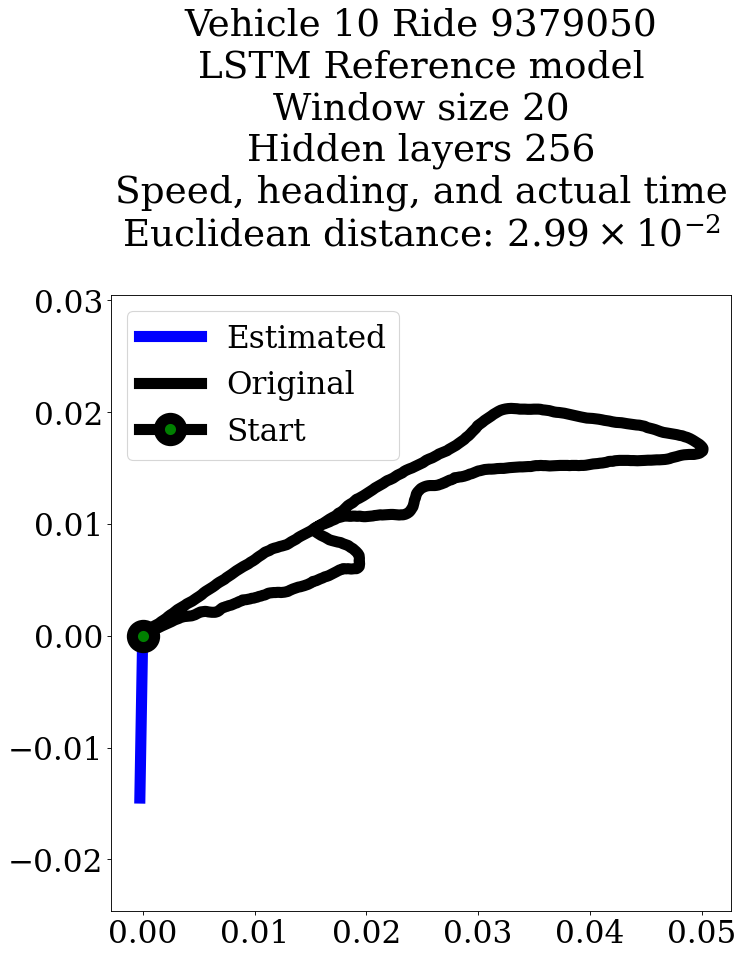 Vehicle 10 Ride 9379050
LSTM Reference model
Window size 20
Hidden layers 256
Speed, heading, and actual time
Euclidean distance: 2.99 × 10⁻²
0.03
0.02
0.01
0.00
−0.01
−0.02
Estimated
Original
Start
0.00 0.01 0.02 0.03 0.04 0.05